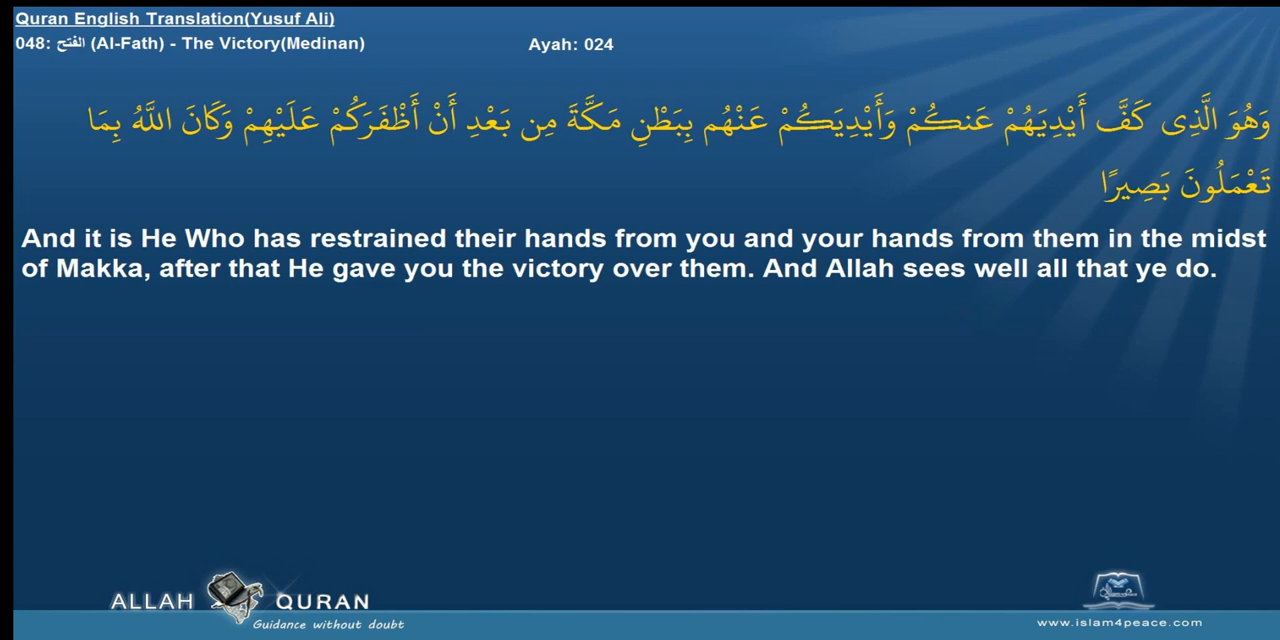 Quran English Translation(Yusuf Ali)
048: الفتح (Al-Fath) - The Victory(Medinan) Ayah: 024
وَهُوَ الَّذِى كَفَّ أَيْدِيَهُمْ عَنكُمْ وَأَيْدِيَكُمْ عَنْهُم بِبَطْنِ مَكَّةَ مِن بَعْدِ أَنْ أَظْفَرَكُمْ عَلَيْهِمْ وَكَانَ اللَّهُ بِمَا
تَعْمَلُونَ بَصِيرًا
And it is He Who has restrained their hands from you and your hands from them in the midst
of Makka, after that He gave you the victory over them. And Allah sees well all that ye do.
ALLAH QURAN
Guidance without doubt
www.islam4peace.com